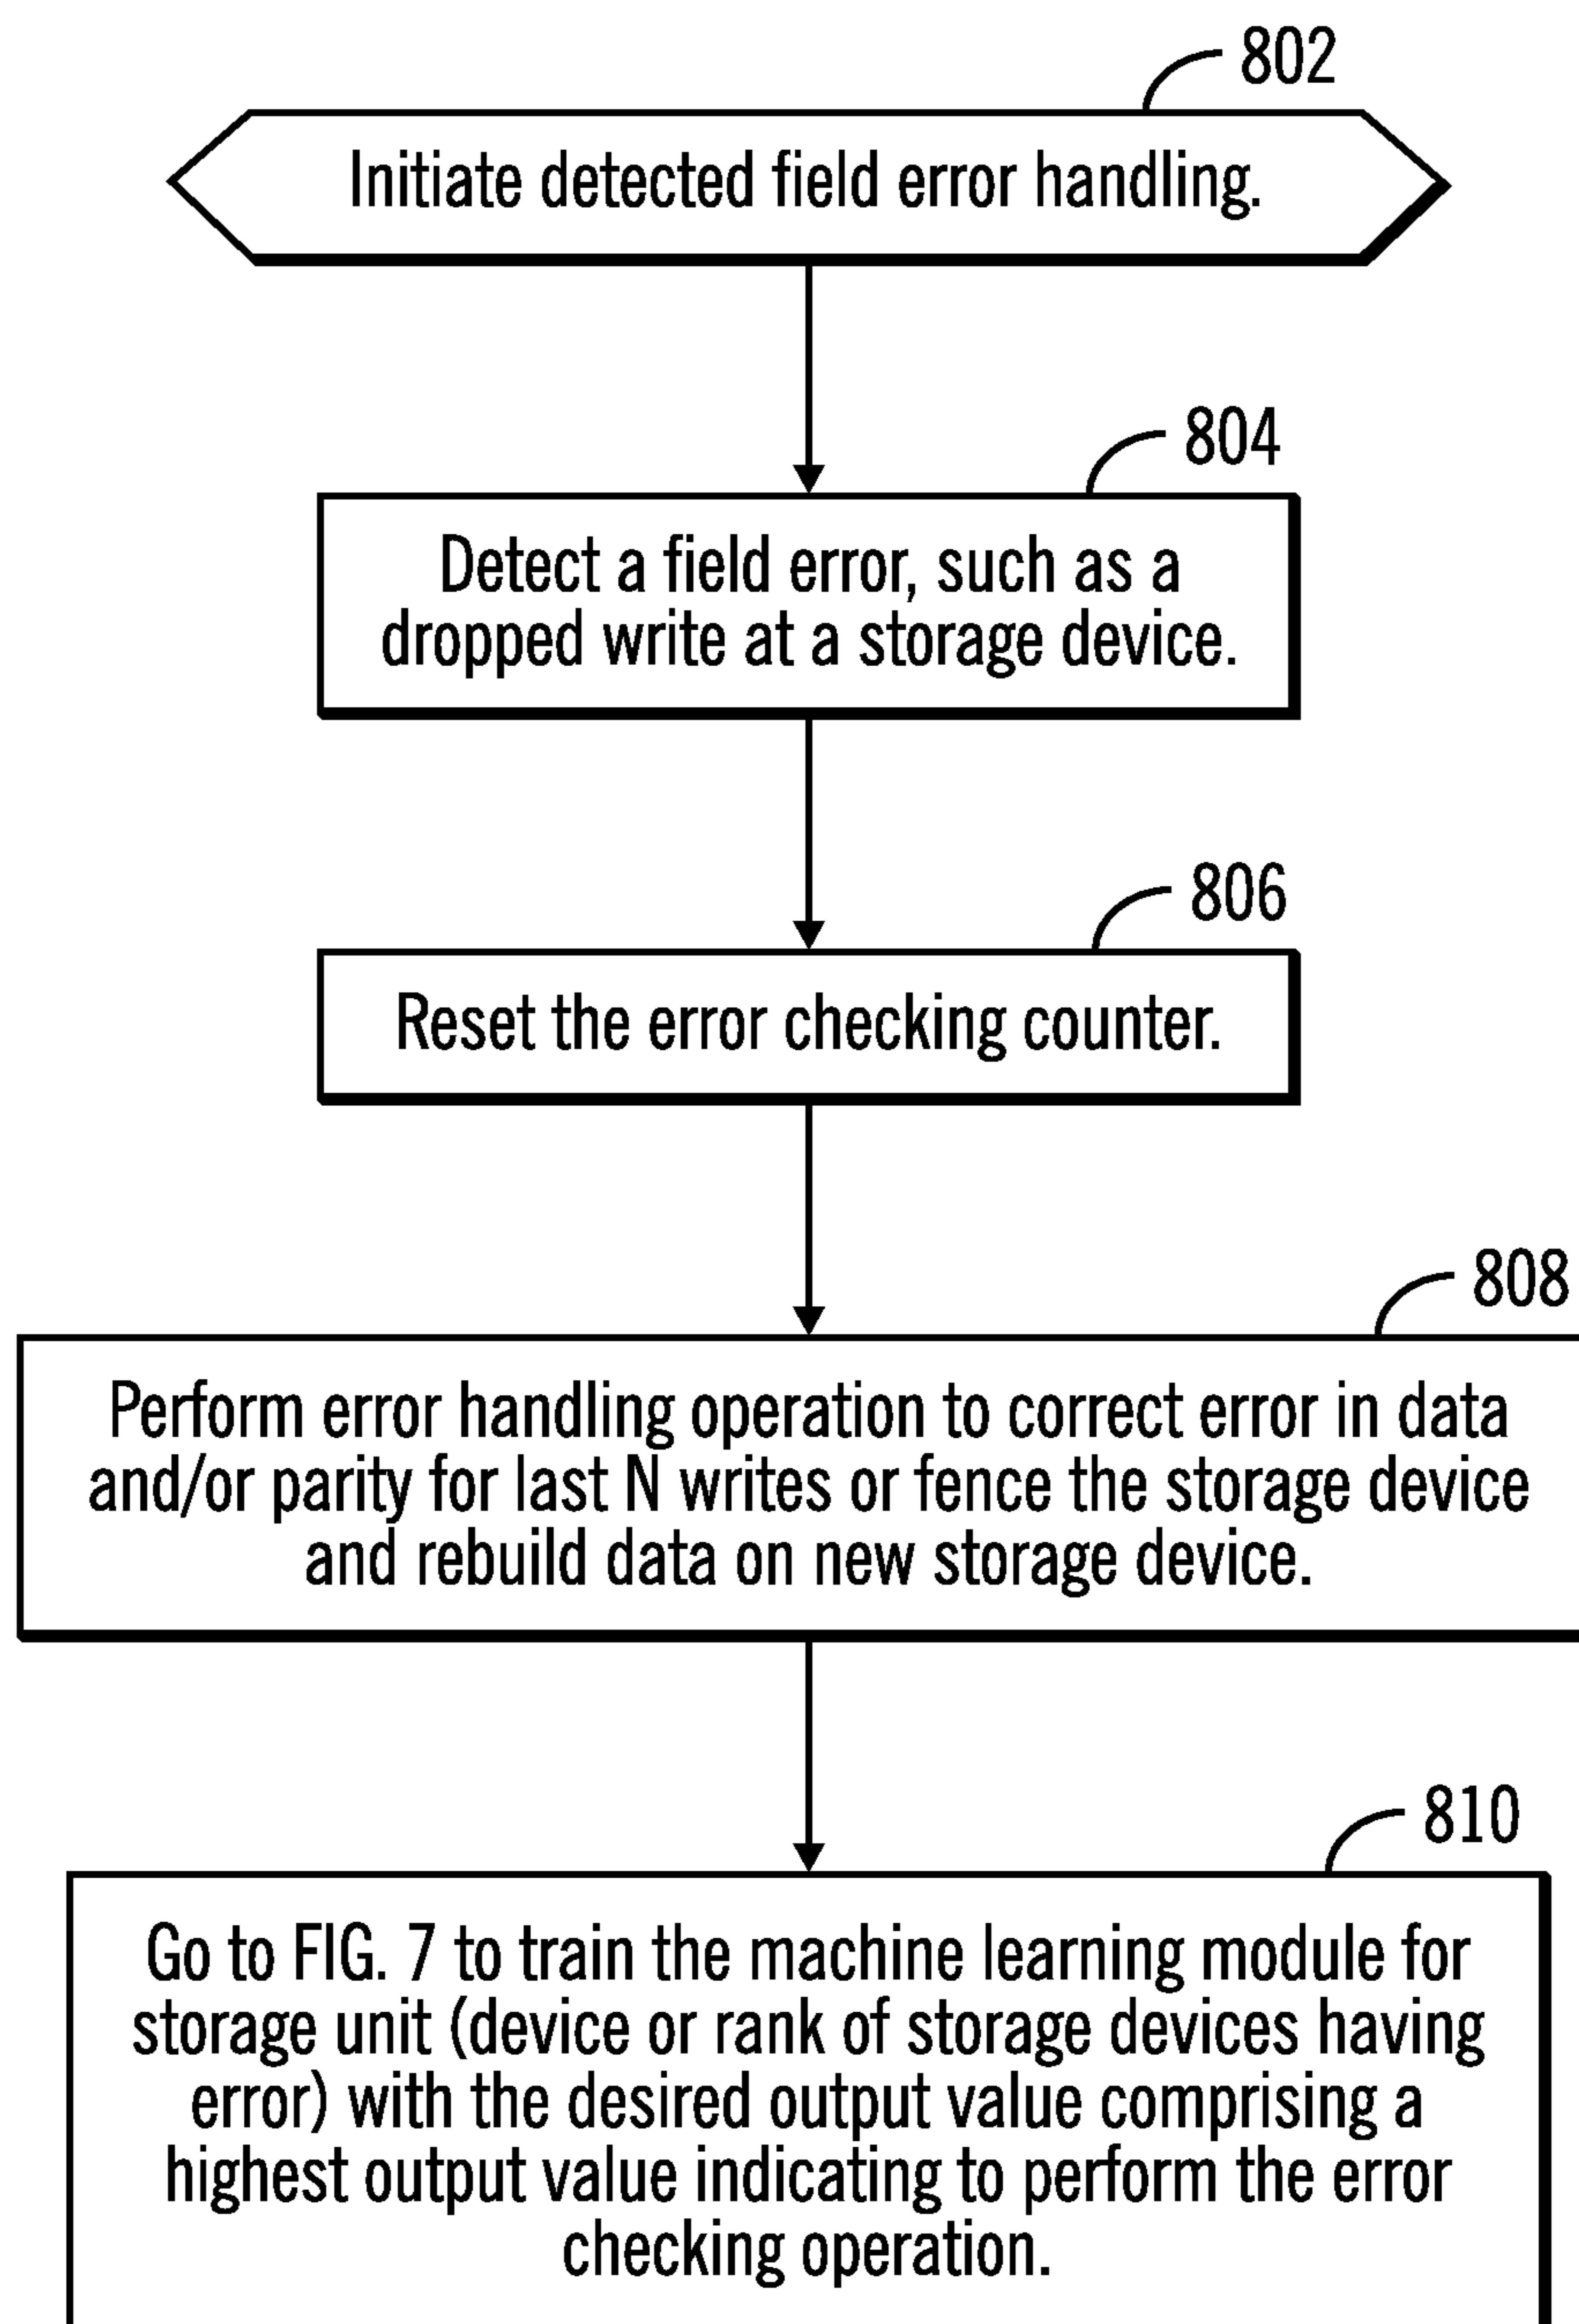 802
Initiate detected field error handling.
804
Detect a field error, such as a
dropped write at a storage device.
806
Reset the error checking counter.
808
Perform error handling operation to correct error in data
and/or parity for last N writes or fence the storage device
and rebuild data on new storage device.
810
Go to FIG. 7 to train the machine learning module for
storage unit (device or rank of storage devices having
error) with the desired output value comprising a
highest output value indicating to perform the error
checking operation.